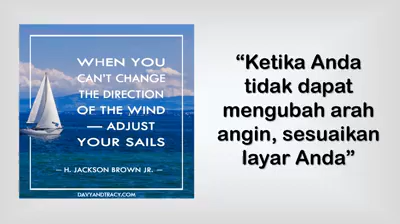 WHEN YOU
CAN'T CHANGE
THE DIRECTION
OF THE WIND
— ADJUST
YOUR SAILS
— H. JACKSON BROWN JR. —
DAVYANDTRACY.COM
“Ketika Anda
tidak dapat
mengubah arah
angin, sesuaikan
layar Anda”